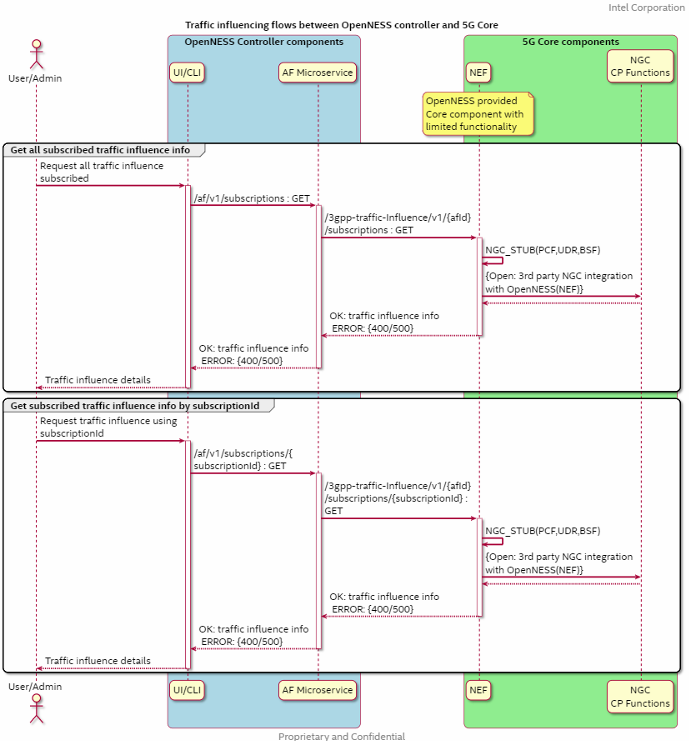 Intel Corporation
Traffic influencing flows between OpenNESS controller and 5G Core
OpenNESS Controller components
5G Core components
User/Admin
UI/CLI
AF Microservice
NEF
NGC
CP Functions
OpenNESS provided
Core component with
limited functionality
Get all subscribed traffic influence info
Request all traffic influence
subscribed
/af/v1/subscriptions : GET
/3gpp-traffic-Influence/v1/{afId}
/subscriptions : GET
NGC_STUB(PCF,UDR,BSF)
{Open: 3rd party NGC integration
with OpenNESS(NEF)}
OK: traffic influence info
ERROR: {400/500}
OK: traffic influence info
ERROR: {400/500}
Traffic influence details
Get subscribed traffic influence info by subscriptionId
Request traffic influence using
subscriptionId
/af/v1/subscriptions/{
subscriptionId} : GET
/3gpp-traffic-Influence/v1/{afId}
/subscriptions/{subscriptionId} :
GET
NGC_STUB(PCF,UDR,BSF)
{Open: 3rd party NGC integration
with OpenNESS(NEF)}
OK: traffic influence info
ERROR: {400/500}
OK: traffic influence info
ERROR: {400/500}
Traffic influence details
User/Admin
UI/CLI
AF Microservice
NEF
NGC
CP Functions
Proprietary and Confidential